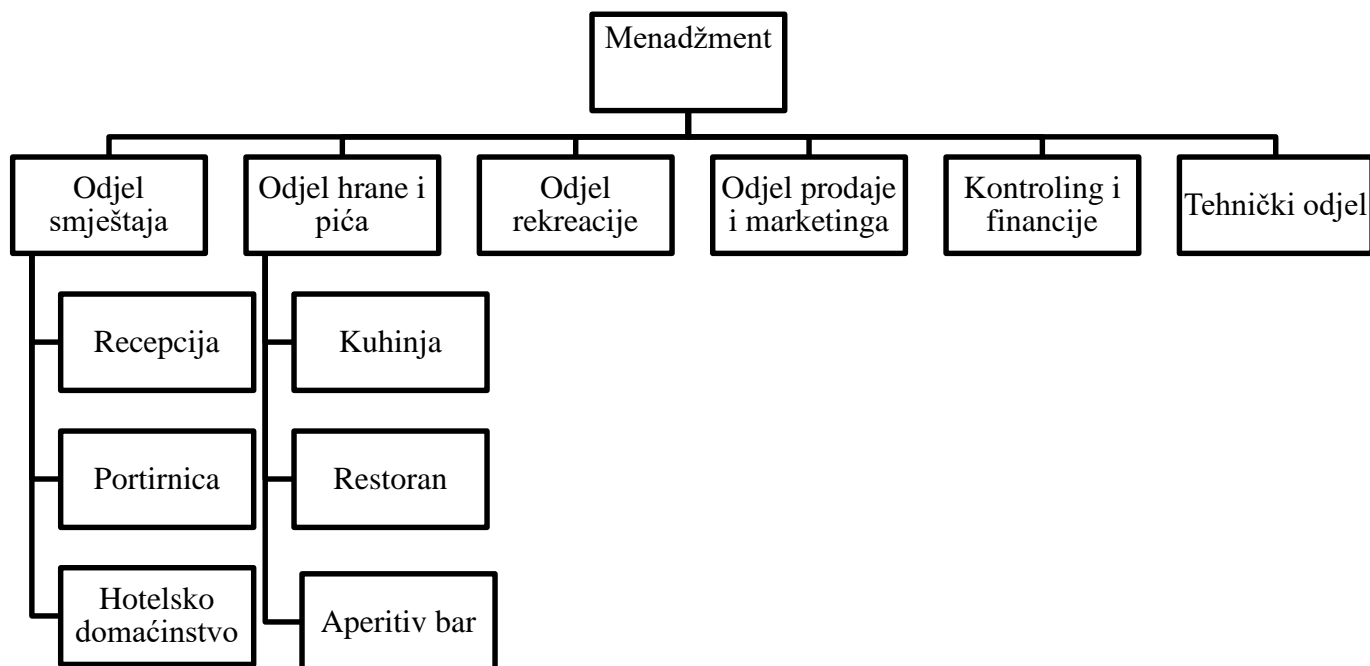 Menadžment
Odjel
smještaja
Odjel hrane i
pića
Odjel
rekreacije
Odjel prodaje
i marketinga
Kontroling i
financije
Tehnički odjel
Recepcija
Kuhinja
Portirnica
Restoran
Hotelsko
domaćinstvo
Aperitiv bar